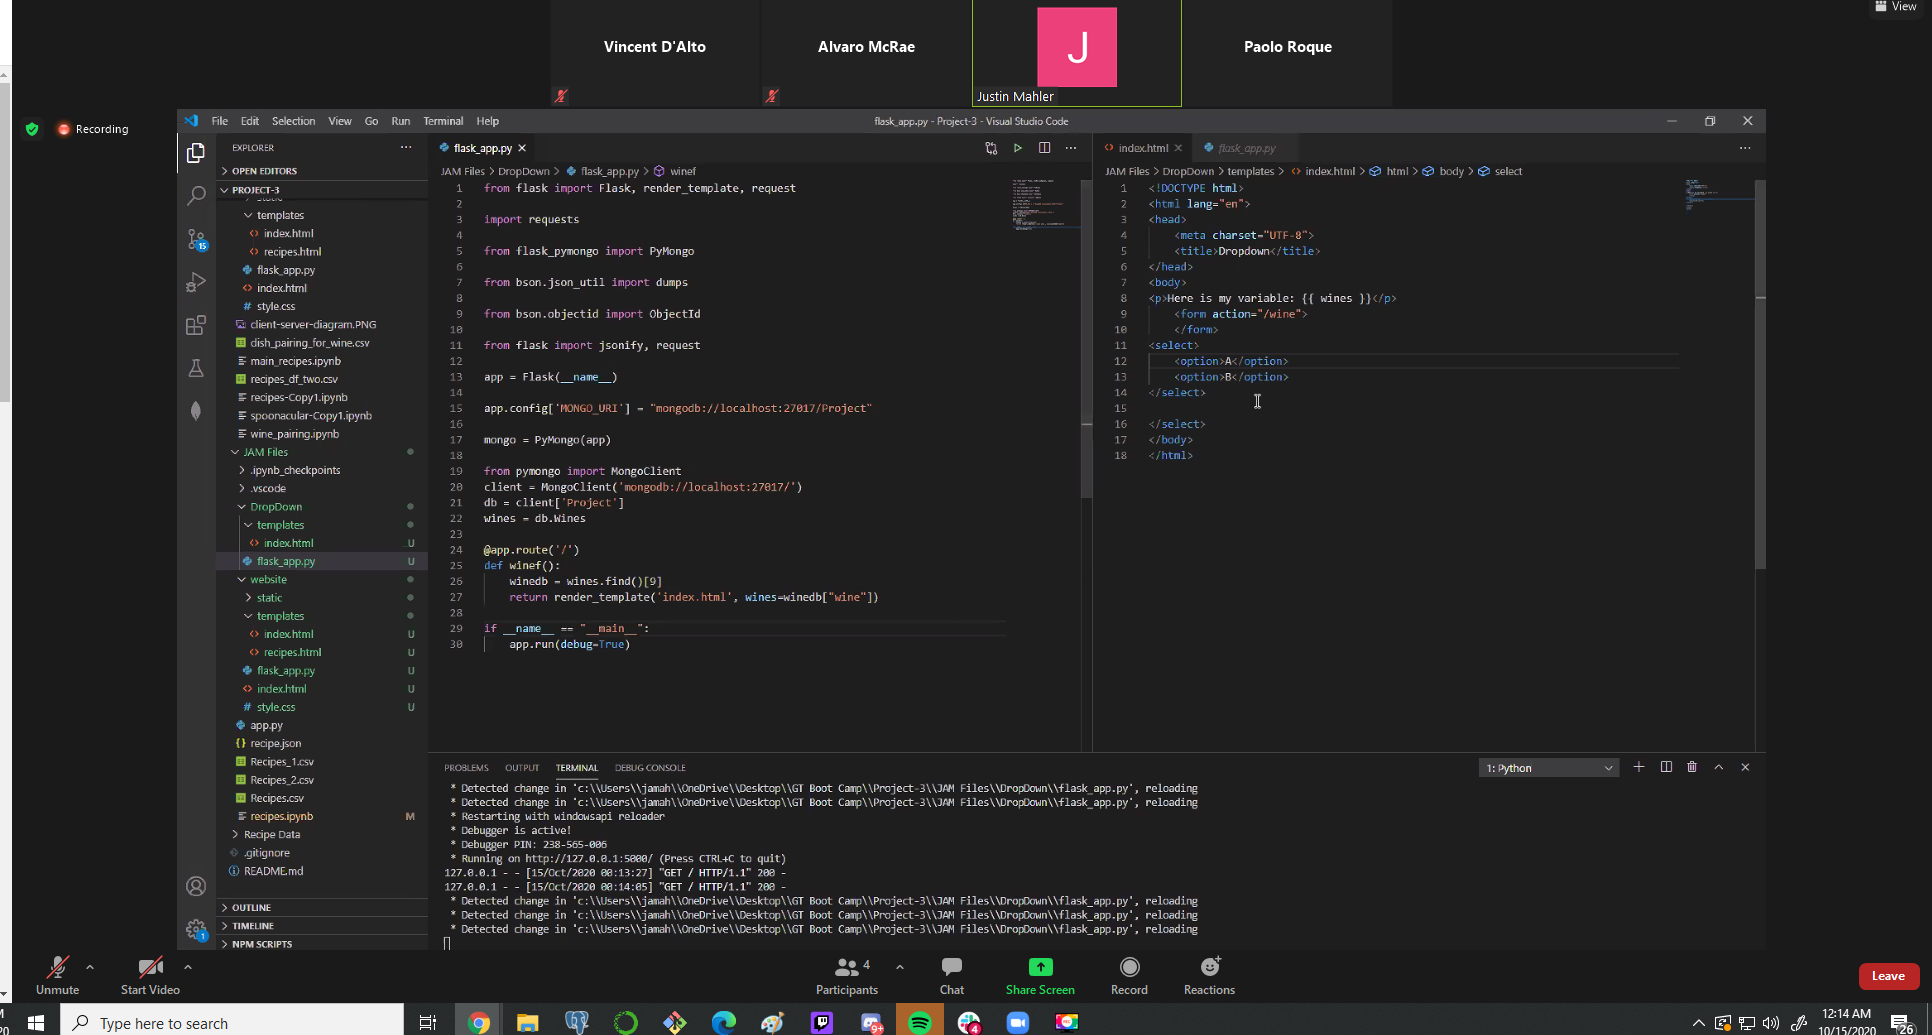 View
Vincent D'Alto
Alvaro McRae
J
Justin Mahler
Paolo Roque
Recording
File Edit Selection View Go Run Terminal Help
flask_app.py - Project-3 - Visual Studio Code
EXPLORER
OPEN EDITORS
PROJECT-3
static
templates
index.html
recipes.html
flask_app.py
index.html
style.css
client-server-diagram.PNG
dish_pairing_for_wine.csv
main_recipes.ipynb
recipes_df_two.csv
recipes-Copy1.ipynb
spoonacular-Copy1.ipynb
wine_pairing.ipynb
JAM Files
.ipynb_checkpoints
.vscode
DropDown
templates
index.html U
flask_app.py U
website
static
templates
index.html U
recipes.html U
flask_app.py U
index.html U
style.css U
app.py
recipe.json
Recipes_1.csv
Recipes_2.csv
Recipes.csv
recipes.ipynb M
Recipe Data
.gitignore
README.md
OUTLINE
TIMELINE
NPM SCRIPTS
15
1
flask_app.py
JAM Files > DropDown > flask_app.py > winef
1 from flask import Flask, render_template, request
2
3 import requests
4
5 from flask_pymongo import PyMongo
6
7 from bson.json_util import dumps
8
9 from bson.objectid import ObjectId
10
11 from flask import jsonify, request
12
13 app = Flask(__name__)
14
15 app.config['MONGO_URI'] = "mongodb://localhost:27017/Project"
16
17 mongo = PyMongo(app)
18
19 from pymongo import MongoClient
20 client = MongoClient('mongodb://localhost:27017/')
21 db = client['Project']
22 wines = db.Wines
23
24 @app.route('/')
25 def winef():
26 winedb = wines.find()[9]
27 return render_template('index.html', wines=winedb["wine"])
28
29 if __name__ == "__main__":
30 app.run(debug=True)
index.html flask_app.py
JAM Files > DropDown > templates > index.html > html > body > select
1 <!DOCTYPE html>
2 <html lang="en">
3 <head>
4 <meta charset="UTF-8">
5 <title>Dropdown</title>
6 </head>
7 <body>
8 <p>Here is my variable: {{ wines }}</p>
9 <form action="/wine">
10 </form>
11 <select>
12 <option>A</option>
13 <option>B</option>
14 </select>
15
16 </select>
17 </body>
18 </html>
PROBLEMS OUTPUT TERMINAL DEBUG CONSOLE
1: Python
* Detected change in 'c:\\Users\\jamah\\OneDrive\\Desktop\\GT Boot Camp\\Project-3\\JAM Files\\DropDown\\flask_app.py', reloading
* Detected change in 'c:\\Users\\jamah\\OneDrive\\Desktop\\GT Boot Camp\\Project-3\\JAM Files\\DropDown\\flask_app.py', reloading
* Restarting with windowsapi reloader
* Debugger is active!
* Debugger PIN: 238-565-006
* Running on http://127.0.0.1:5000/ (Press CTRL+C to quit)
127.0.0.1 - - [15/Oct/2020 00:13:27] "GET / HTTP/1.1" 200 -
127.0.0.1 - - [15/Oct/2020 00:14:05] "GET / HTTP/1.1" 200 -
* Detected change in 'c:\\Users\\jamah\\OneDrive\\Desktop\\GT Boot Camp\\Project-3\\JAM Files\\DropDown\\flask_app.py', reloading
* Detected change in 'c:\\Users\\jamah\\OneDrive\\Desktop\\GT Boot Camp\\Project-3\\JAM Files\\DropDown\\flask_app.py', reloading
* Detected change in 'c:\\Users\\jamah\\OneDrive\\Desktop\\GT Boot Camp\\Project-3\\JAM Files\\DropDown\\flask_app.py', reloading
Unmute
Start Video
4
Participants
Chat
Share Screen
Record
Reactions
Leave
Type here to search
9+
4
12:14 AM
10/15/2020
26